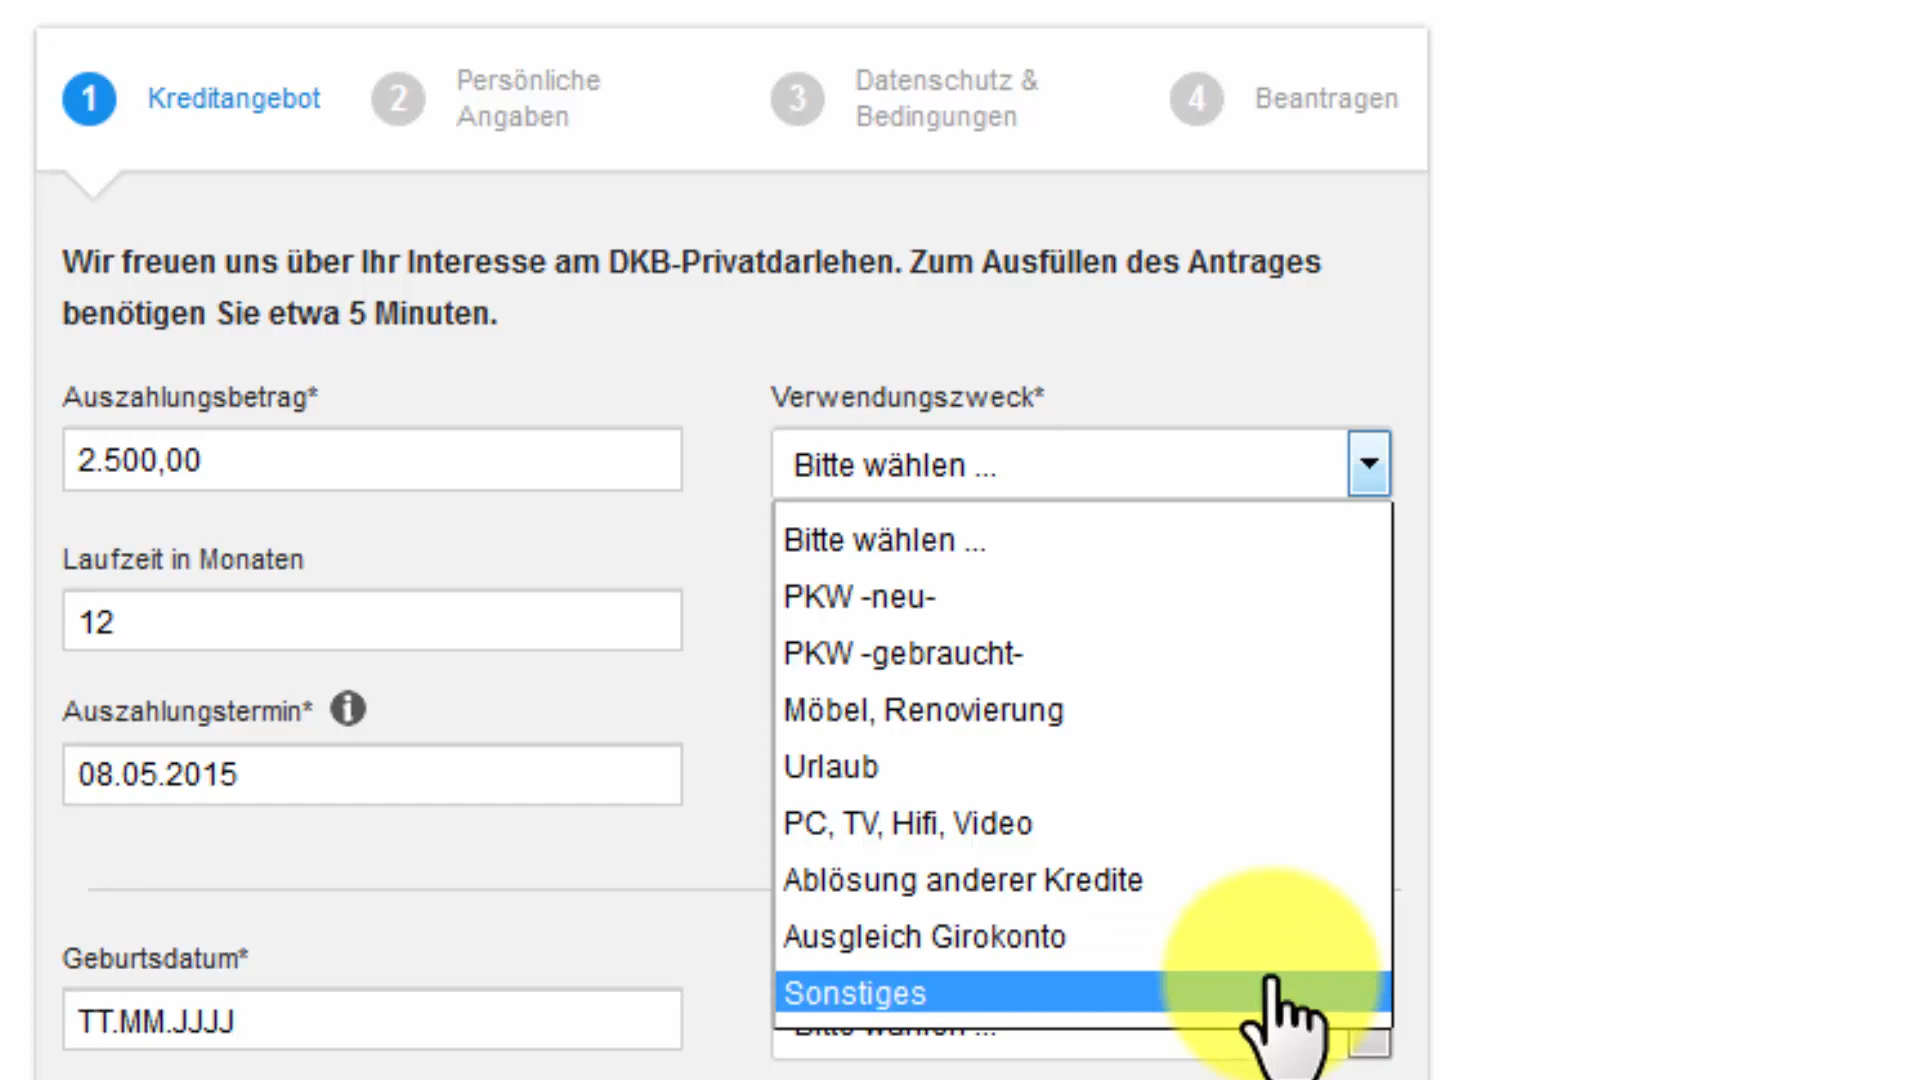 1 Kreditangebot
2 Persönliche
Angaben
3 Datenschutz &
Bedingungen
4 Beantragen
Wir freuen uns über Ihr Interesse am DKB-Privatdarlehen. Zum Ausfüllen des Antrages
benötigen Sie etwa 5 Minuten.
Auszahlungsbetrag*
2.500,00
Laufzeit in Monaten
12
Auszahlungstermin* i
08.05.2015
Geburtsdatum*
TT.MM.JJJJ
Verwendungszweck*
Bitte wählen ...
Bitte wählen ...
PKW -neu-
PKW -gebraucht-
Möbel, Renovierung
Urlaub
PC, TV, Hifi, Video
Ablösung anderer Kredite
Ausgleich Girokonto
Sonstiges
Bitte wählen ...